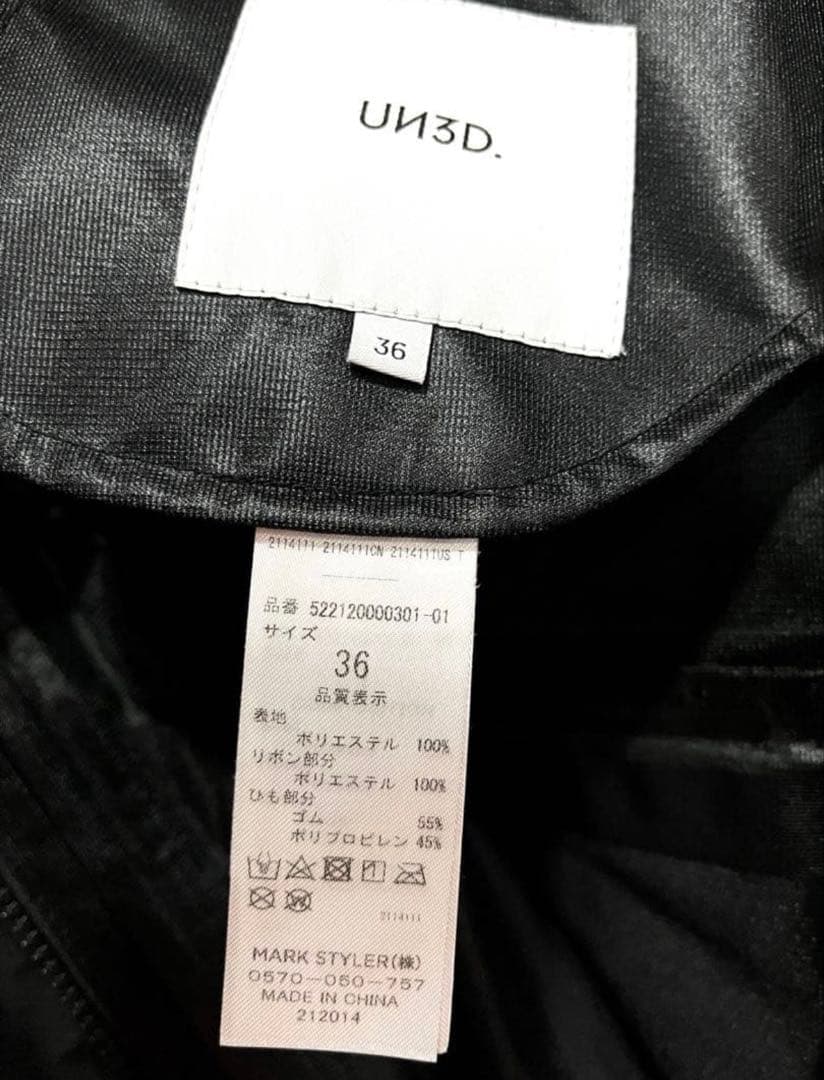 UN3D.
36
2114111 2114111CN 2114111US T
品番 522120000301-01
サイズ
36
品質表示
表地
ポリエステル 100%
リボン部分
ポリエステル 100%
ひも部分
ゴム 55%
ポリプロピレン 45%
2114111
MARK STYLER(株)
0570-050-757
MADE IN CHINA
212014